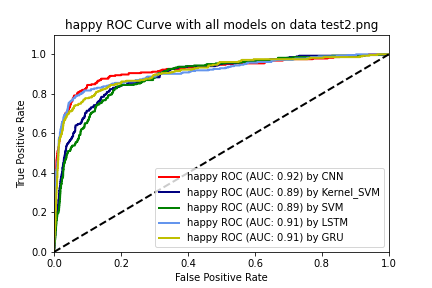 happy ROC Curve with all models on data test2.png
True Positive Rate
1.0
0.8
0.6
0.4
0.2
0.0
happy ROC (AUC: 0.92) by CNN
happy ROC (AUC: 0.89) by Kernel_SVM
happy ROC (AUC: 0.89) by SVM
happy ROC (AUC: 0.91) by LSTM
happy ROC (AUC: 0.91) by GRU
0.0 0.2 0.4 0.6 0.8 1.0
False Positive Rate